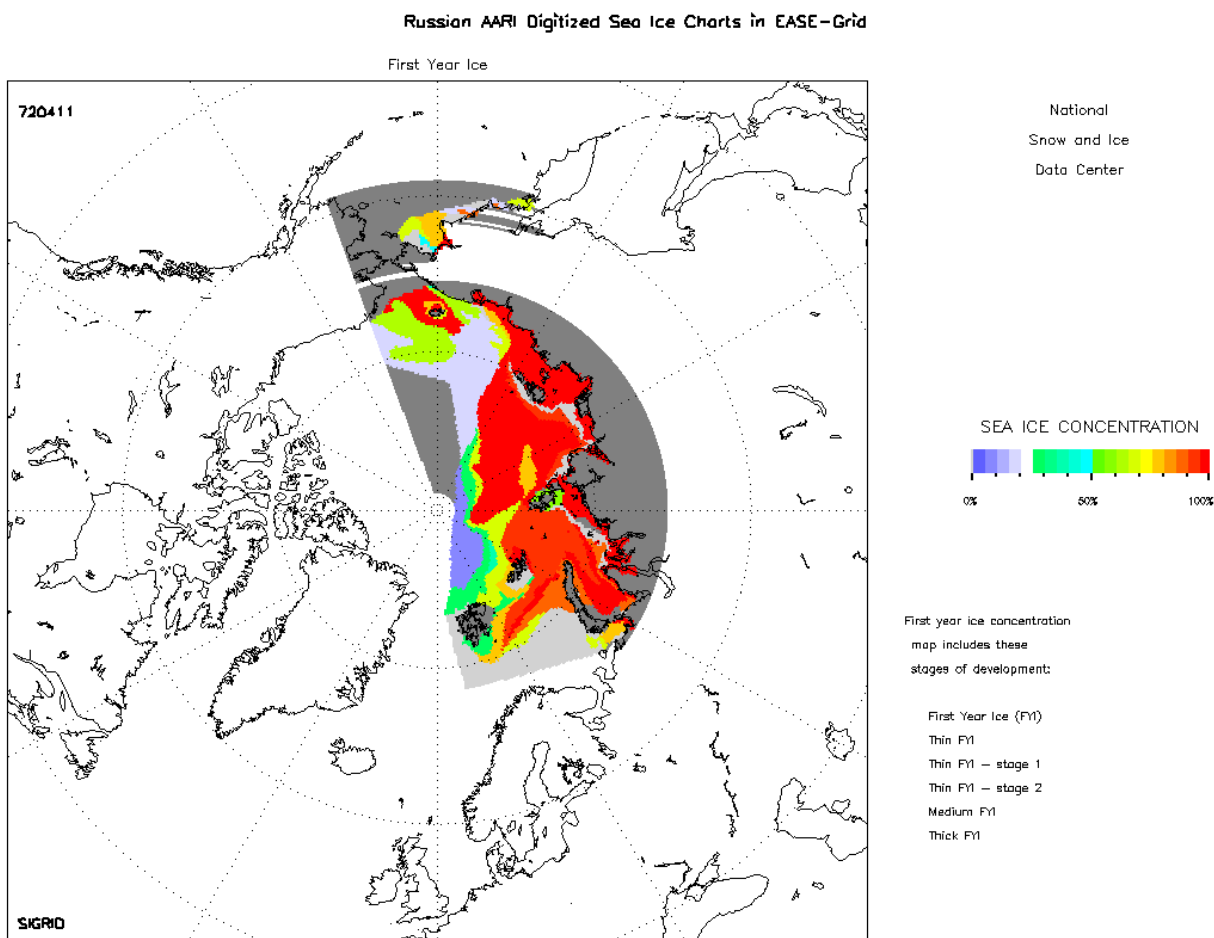 Russian AARI Digitized Sea Ice Charts in EASE-Grid
First Year Ice
720411
National
Snow and Ice
Data Center
SEA ICE CONCENTRATION
0% 50% 100%
First year ice concentration
map includes these
stages of development:
First Year Ice (FYI)
Thin FYI
Thin FYI - stage 1
Thin FYI - stage 2
Medium FYI
Thick FYI
SIGRID